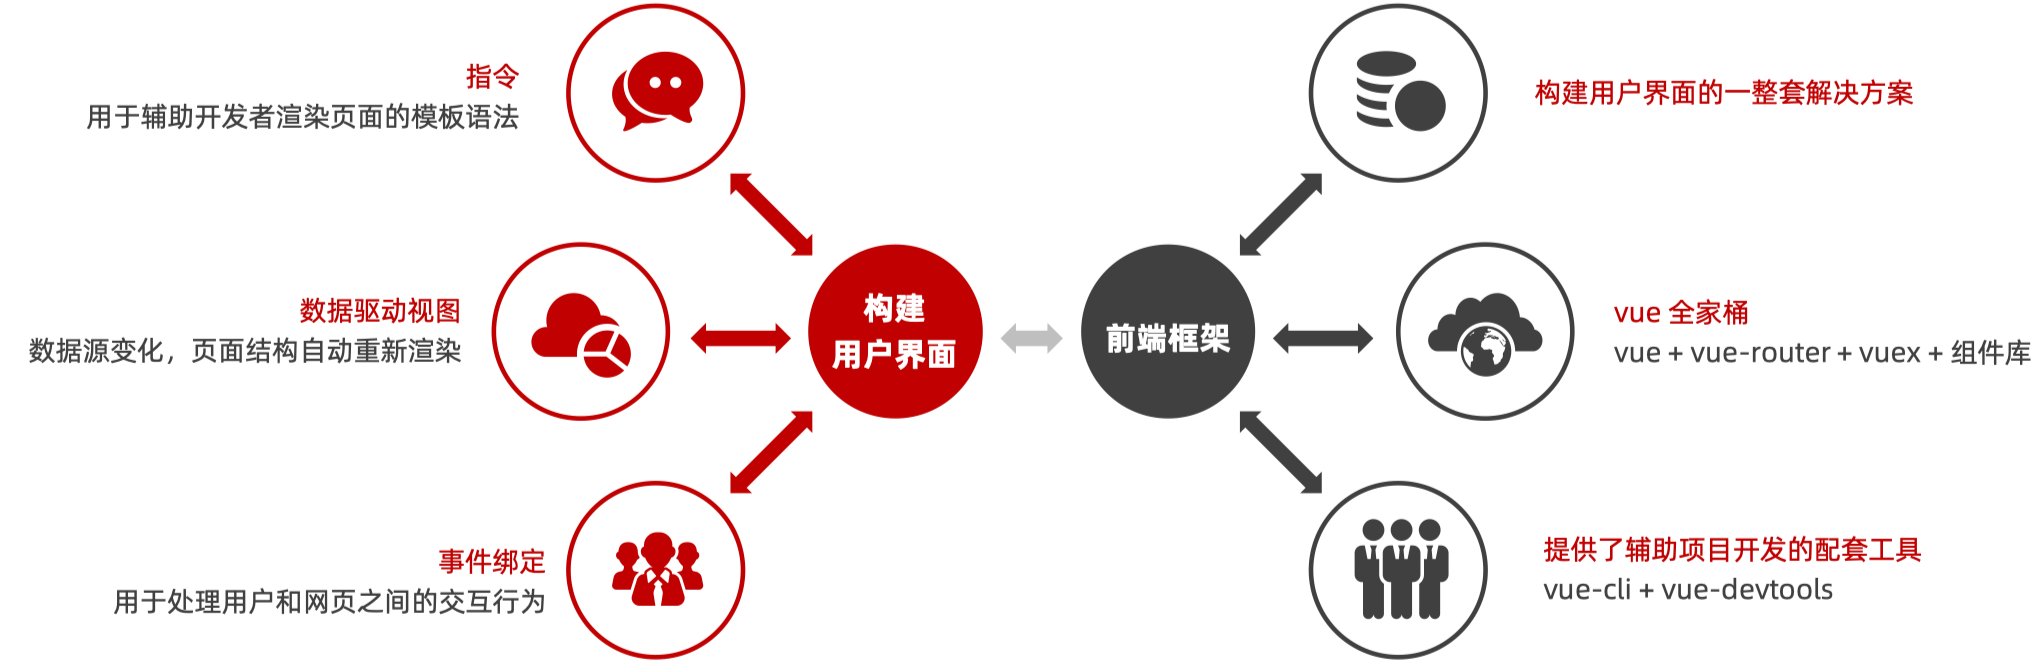 指令
用于辅助开发者渲染页面的模板语法
数据驱动视图
数据源变化，页面结构自动重新渲染
事件绑定
用于处理用户和网页之间的交互行为
构建
用户界面
前端框架
构建用户界面的一整套解决方案
vue 全家桶
vue + vue-router + vuex + 组件库
提供了辅助项目开发的配套工具
vue-cli + vue-devtools